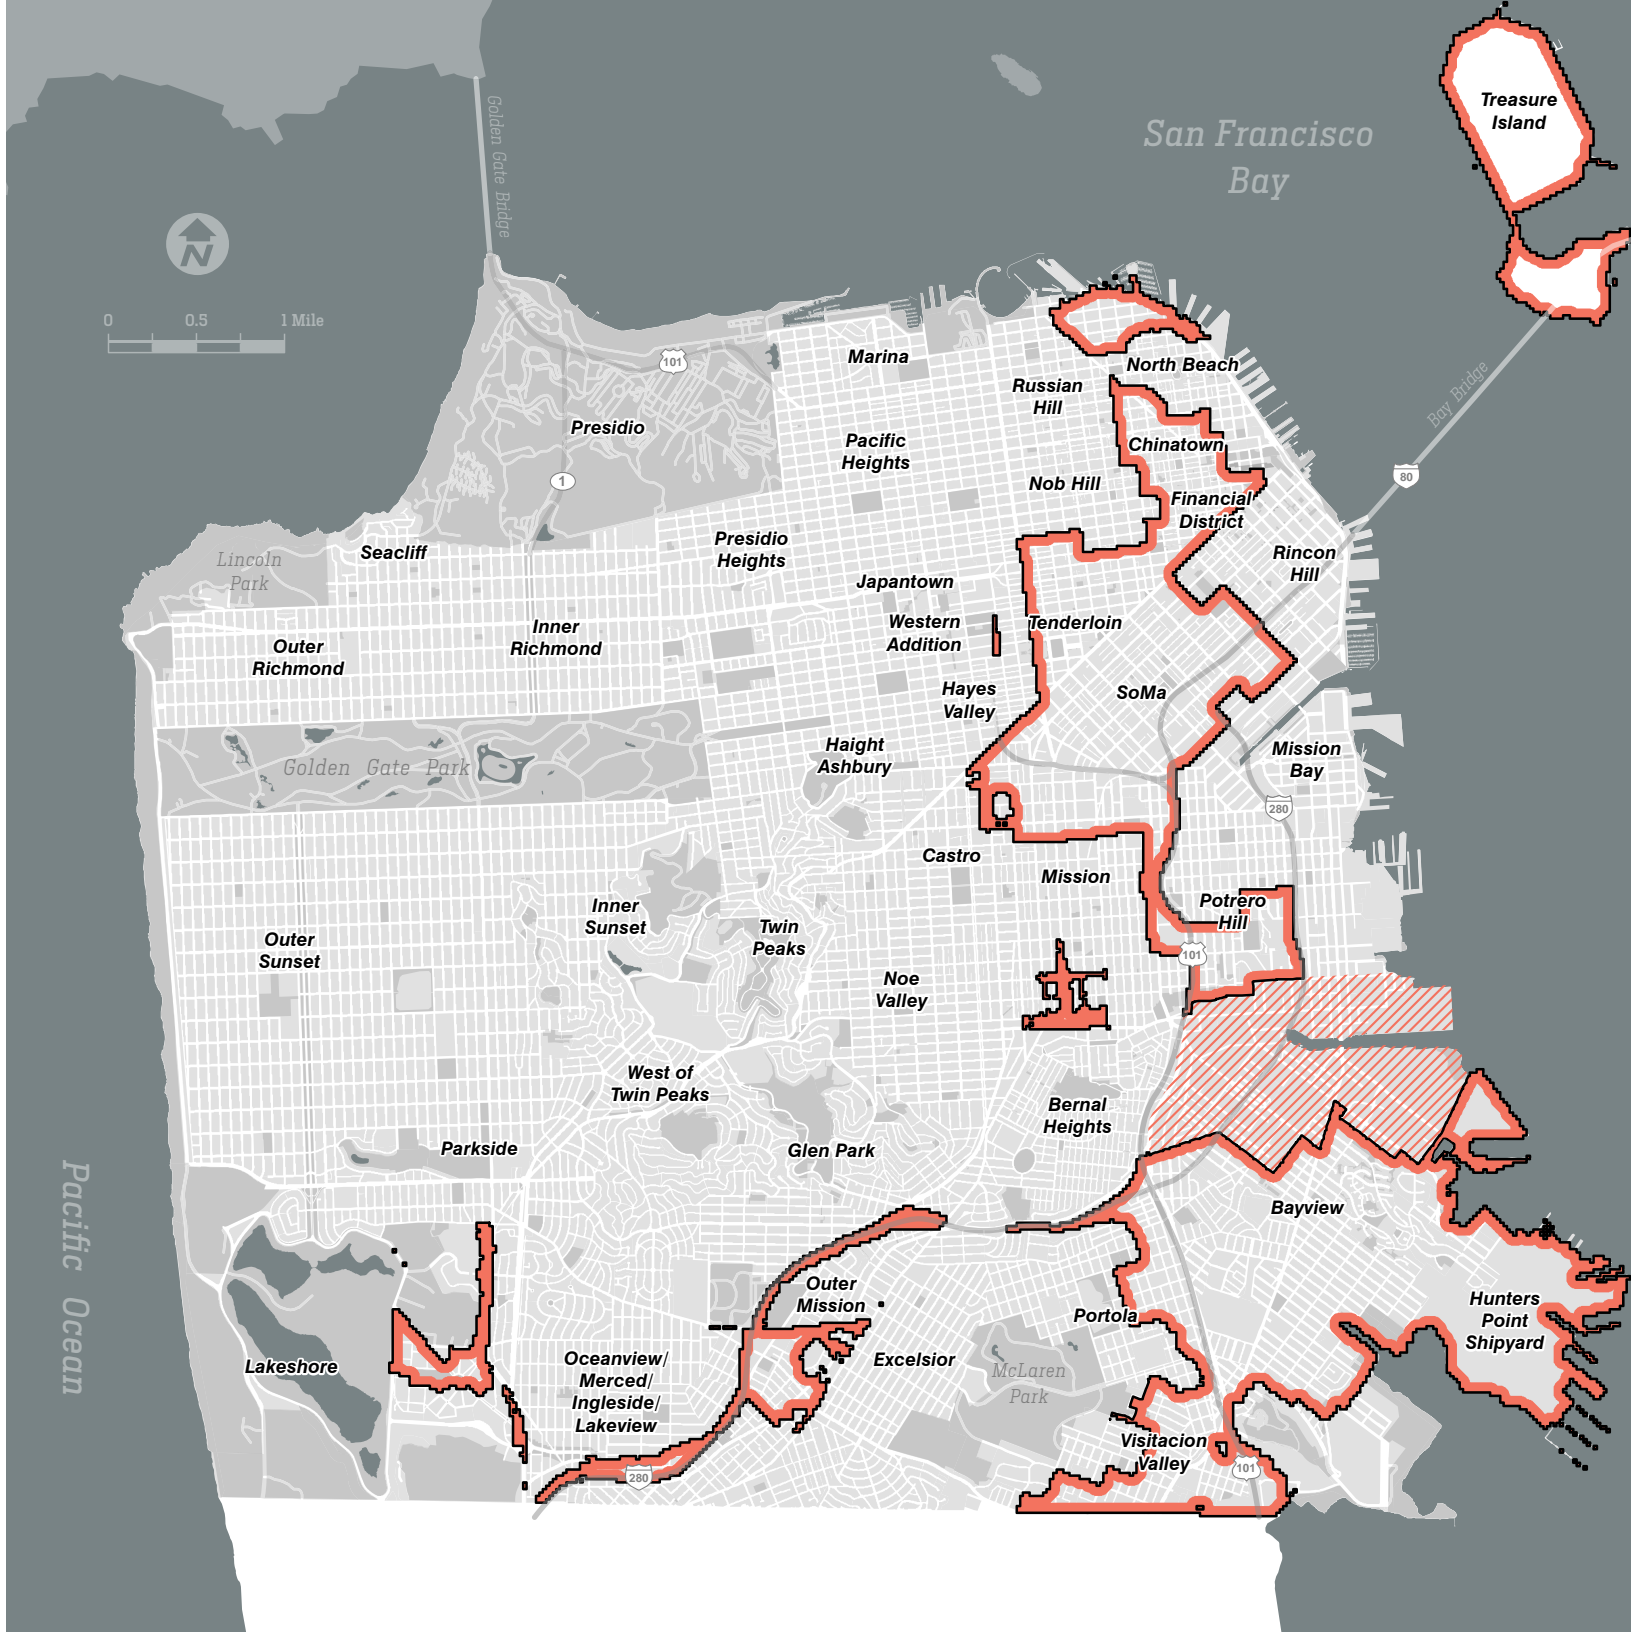 Treasure
Island
San Francisco
Bay
Golden Gate Bridge
N
0 0.5 1 Mile
101
Marina
North Beach
Russian
Hill
Bay Bridge
Presidio
Pacific
Heights
Chinatown
1
Nob Hill
80
Financial
District
Lincoln
Park
Seacliff
Presidio
Heights
Rincon
Hill
Japantown
Western
Addition
Tenderloin
Outer
Richmond
Inner
Richmond
Hayes
Valley
SoMa
Golden Gate Park
Haight
Ashbury
Mission
Bay
280
Castro
Mission
Inner
Sunset
Potrero
Hill
Outer
Sunset
Twin
Peaks
101
Noe
Valley
West of
Twin Peaks
Bernal
Heights
Parkside
Glen Park
Pacific Ocean
Bayview
Outer
Mission
Portola
Hunters
Point
Shipyard
Lakeshore
Oceanview/
Merced/
Ingleside/
Lakeview
Excelsior
McLaren
Park
Visitacion
Valley
280
101